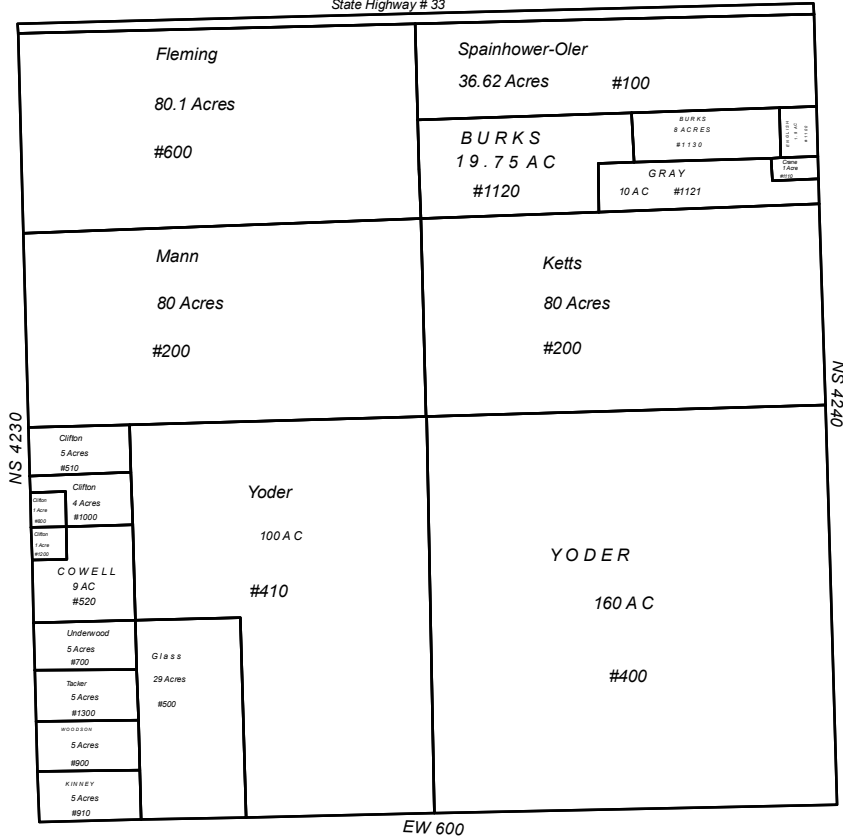 State Highway # 33
Fleming
80.1 Acres
#600
Spainhower-Oler
36.62 Acres #100
BURKS
19.75 AC
#1120
BURKS
8 ACRES
#1130
ENGLISH
Crane
1 Acre
#1110
GRAY
10 AC #1121
Mann
80 Acres
#200
Ketts
80 Acres
#200
NS 4230
NS 4240
Clifton
5 Acres
#510
Clifton
4 Acres
#1000
Clifton
1 Acre
#800
Clifton
1 Acre
#1200
COWELL
9 AC
#520
Yoder
100 AC
#410
YODER
160 AC
#400
Underwood
5 Acres
#700
Tacker
5 Acres
#1300
WOODSON
5 Acres
#900
KINNEY
5 Acres
#910
Glass
29 Acres
#500
EW 600